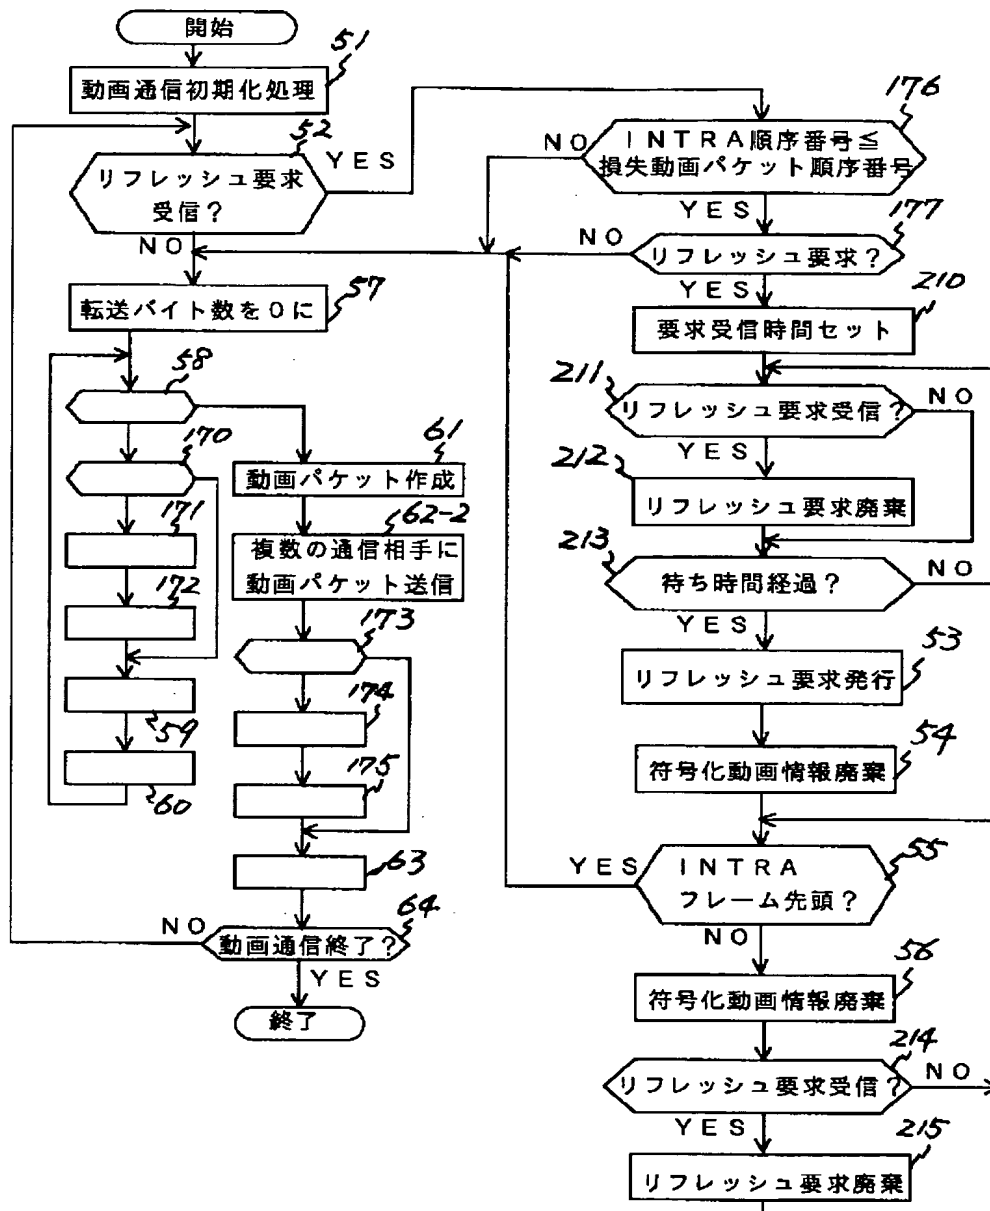 開始
51
動画通信初期化処理
52
リフレッシュ要求
受信?
YES
NO
転送バイト数を0に
57
58
170
171
172
59
60
61
動画パケット作成
62-2
複数の通信相手に
動画パケット送信
173
174
175
63
64
動画通信終了?
NO
YES
終了
176
INTRA順序番号≦
損失動画パケット順序番号
NO
YES
177
リフレッシュ要求?
NO
YES
210
要求受信時間セット
211
リフレッシュ要求受信?
NO
YES
212
リフレッシュ要求廃棄
213
待ち時間経過?
NO
YES
53
リフレッシュ要求発行
54
符号化動画情報廃棄
55
INTRA
フレーム先頭?
YES
NO
56
符号化動画情報廃棄
214
リフレッシュ要求受信?
NO
YES
215
リフレッシュ要求廃棄